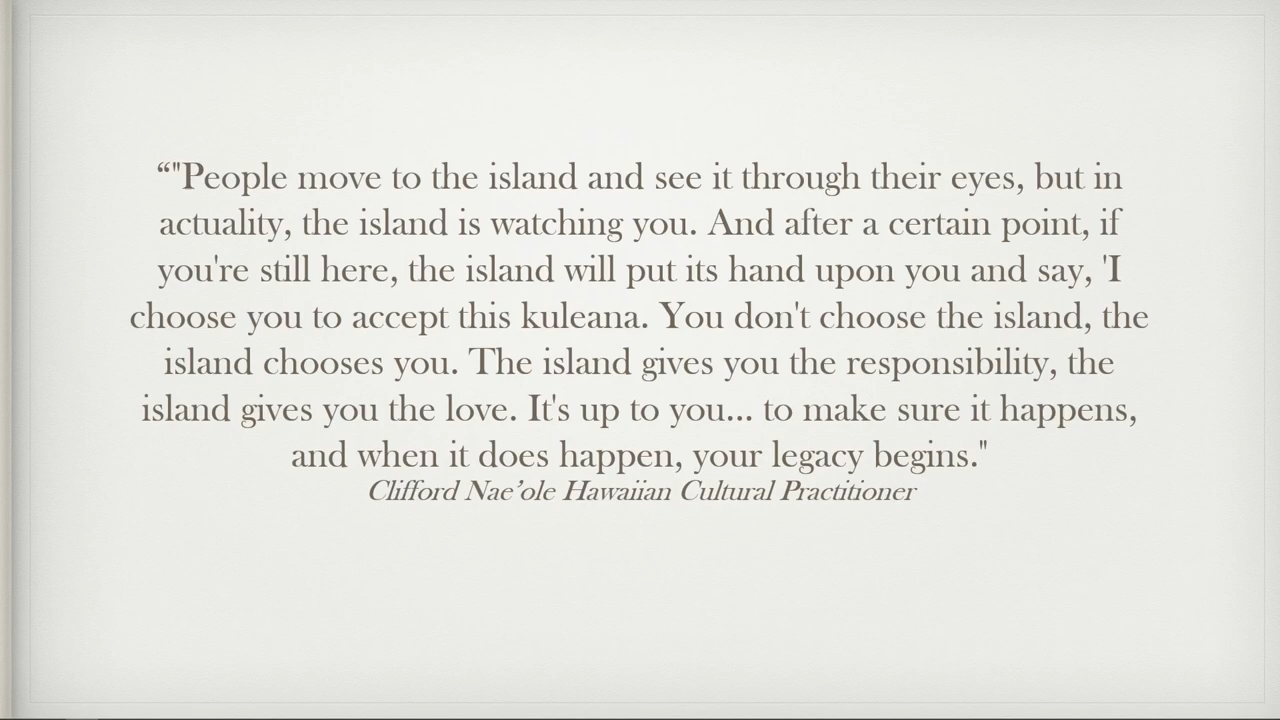 “"People move to the island and see it through their eyes, but in
actuality, the island is watching you. And after a certain point, if
you're still here, the island will put its hand upon you and say, 'I
choose you to accept this kuleana. You don't choose the island, the
island chooses you. The island gives you the responsibility, the
island gives you the love. It's up to you... to make sure it happens,
and when it does happen, your legacy begins."
Clifford Nae’ole Hawaiian Cultural Practitioner